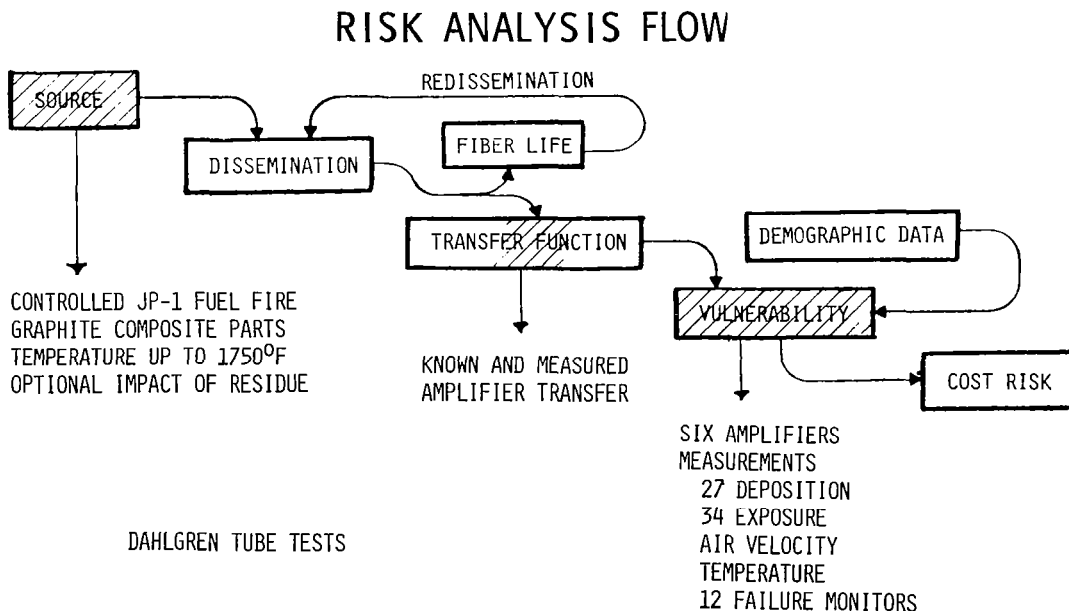 RISK ANALYSIS FLOW
REDISSEMINATION
SOURCE
FIBER LIFE
DISSEMINATION
TRANSFER FUNCTION
DEMOGRAPHIC DATA
VULNERABILITY
COST RISK
CONTROLLED JP-1 FUEL FIRE
GRAPHITE COMPOSITE PARTS
TEMPERATURE UP TO 1750⁰F
OPTIONAL IMPACT OF RESIDUE
KNOWN AND MEASURED
AMPLIFIER TRANSFER
SIX AMPLIFIERS
MEASUREMENTS
27 DEPOSITION
34 EXPOSURE
AIR VELOCITY
TEMPERATURE
12 FAILURE MONITORS
DAHLGREN TUBE TESTS